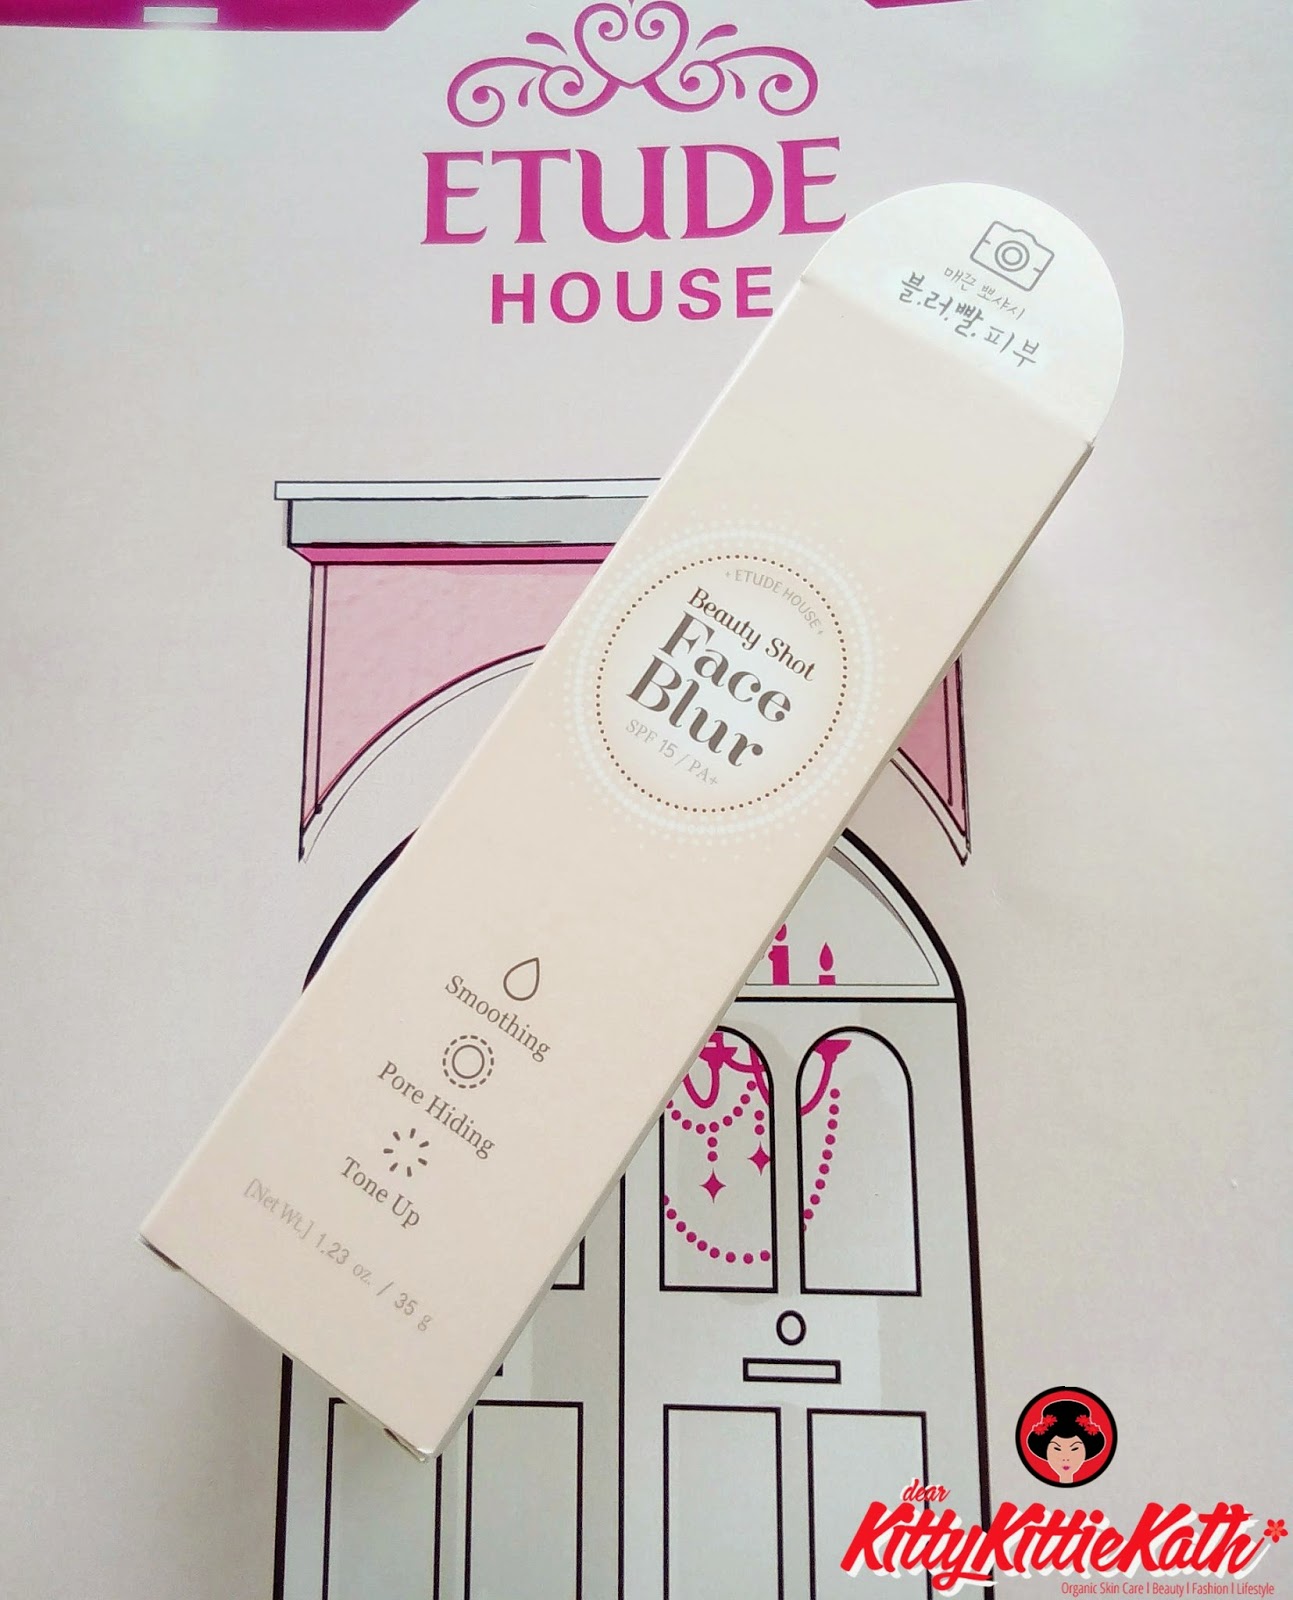 ETUDE
HOUSE
매끈 뽀샤시
블.러.빨.피부
• ETUDE HOUSE •
Beauty Shot
Face
Blur
SPF 15 / PA+
Smoothing
Pore Hiding
Tone Up
[Net Wt.] 1.23 oz. / 35 g
dear
KittyKittieKath
Organic Skin Care | Beauty | Fashion | Lifestyle